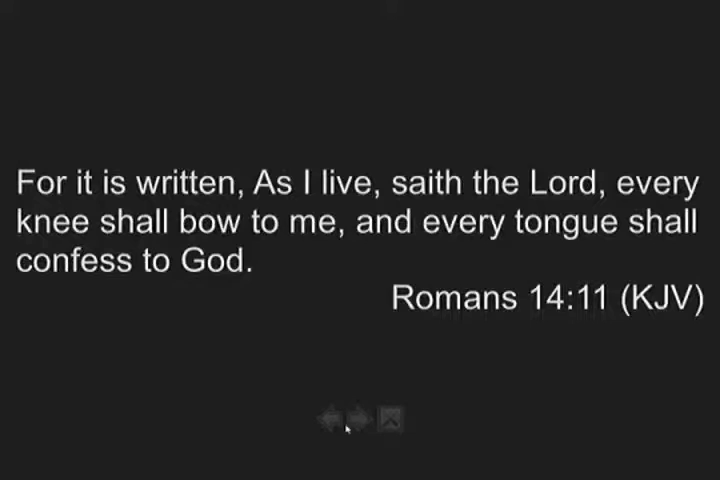 For it is written, As I live, saith the Lord, every
knee shall bow to me, and every tongue shall
confess to God.
Romans 14:11 (KJV)